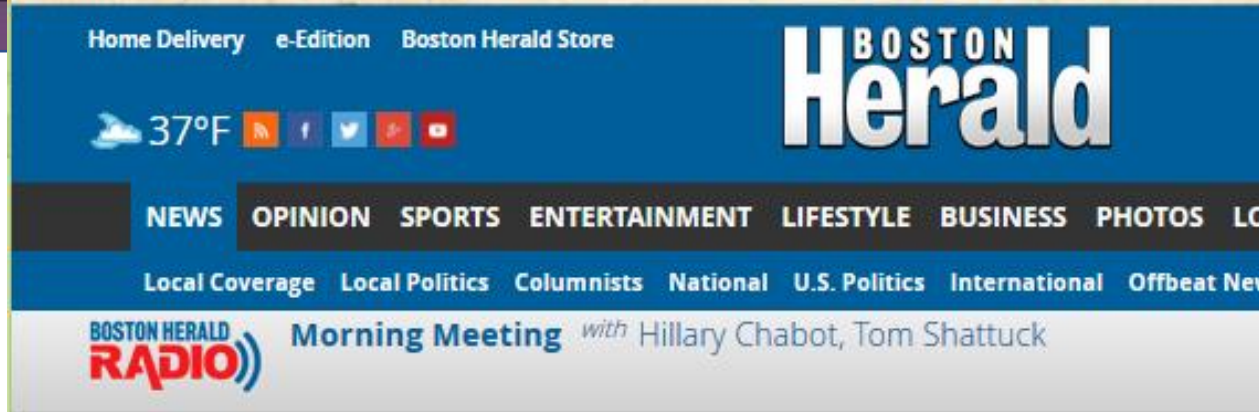 Home Delivery e-Edition Boston Herald Store
BOSTON
Herald
37°F
NEWS OPINION SPORTS ENTERTAINMENT LIFESTYLE BUSINESS PHOTOS
Local Coverage Local Politics Columnists National U.S. Politics International Offbeat
BOSTON HERALD
RADIO
Morning Meeting with Hillary Chabot, Tom Shattuck